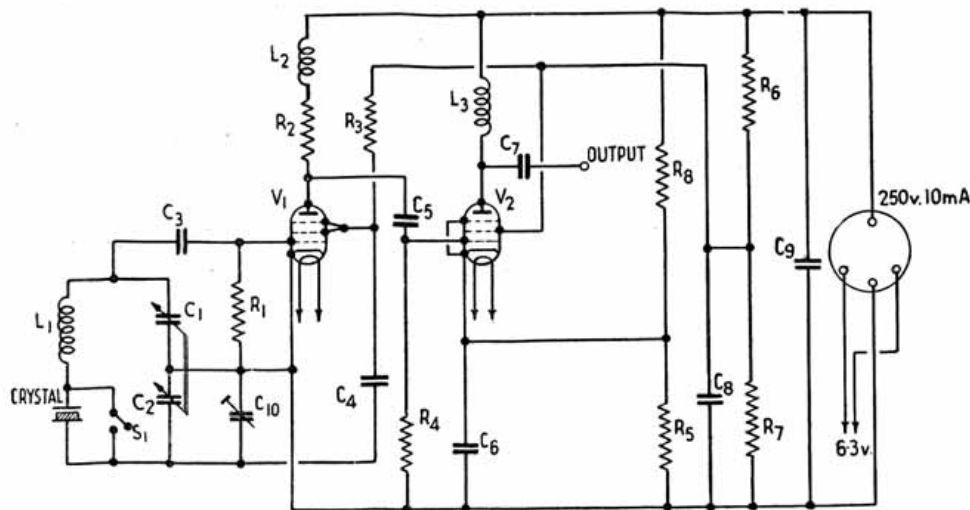 L2
R2
R3
L3
C7
OUTPUT
R6
R8
250v. 10mA
V1
C5
V2
C3
C9
R1
L1
C1
CRYSTAL
C2
S1
C10
C4
R4
C6
R5
C8
R7
6·3v.